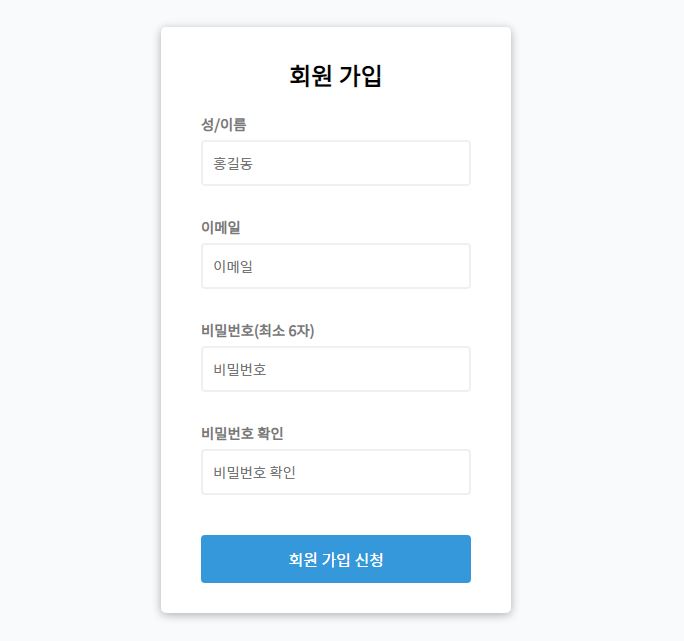 회원 가입
성/이름
홍길동
이메일
이메일
비밀번호(최소 6자)
비밀번호
비밀번호 확인
비밀번호 확인
회원 가입 신청